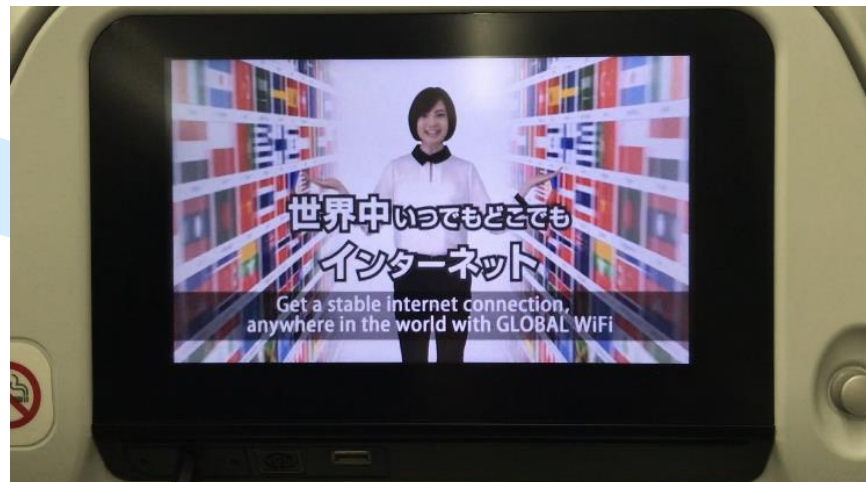 世界中いつでもどこでも
インターネット
Get a stable internet connection,
anywhere in the world with GLOBAL WiFi